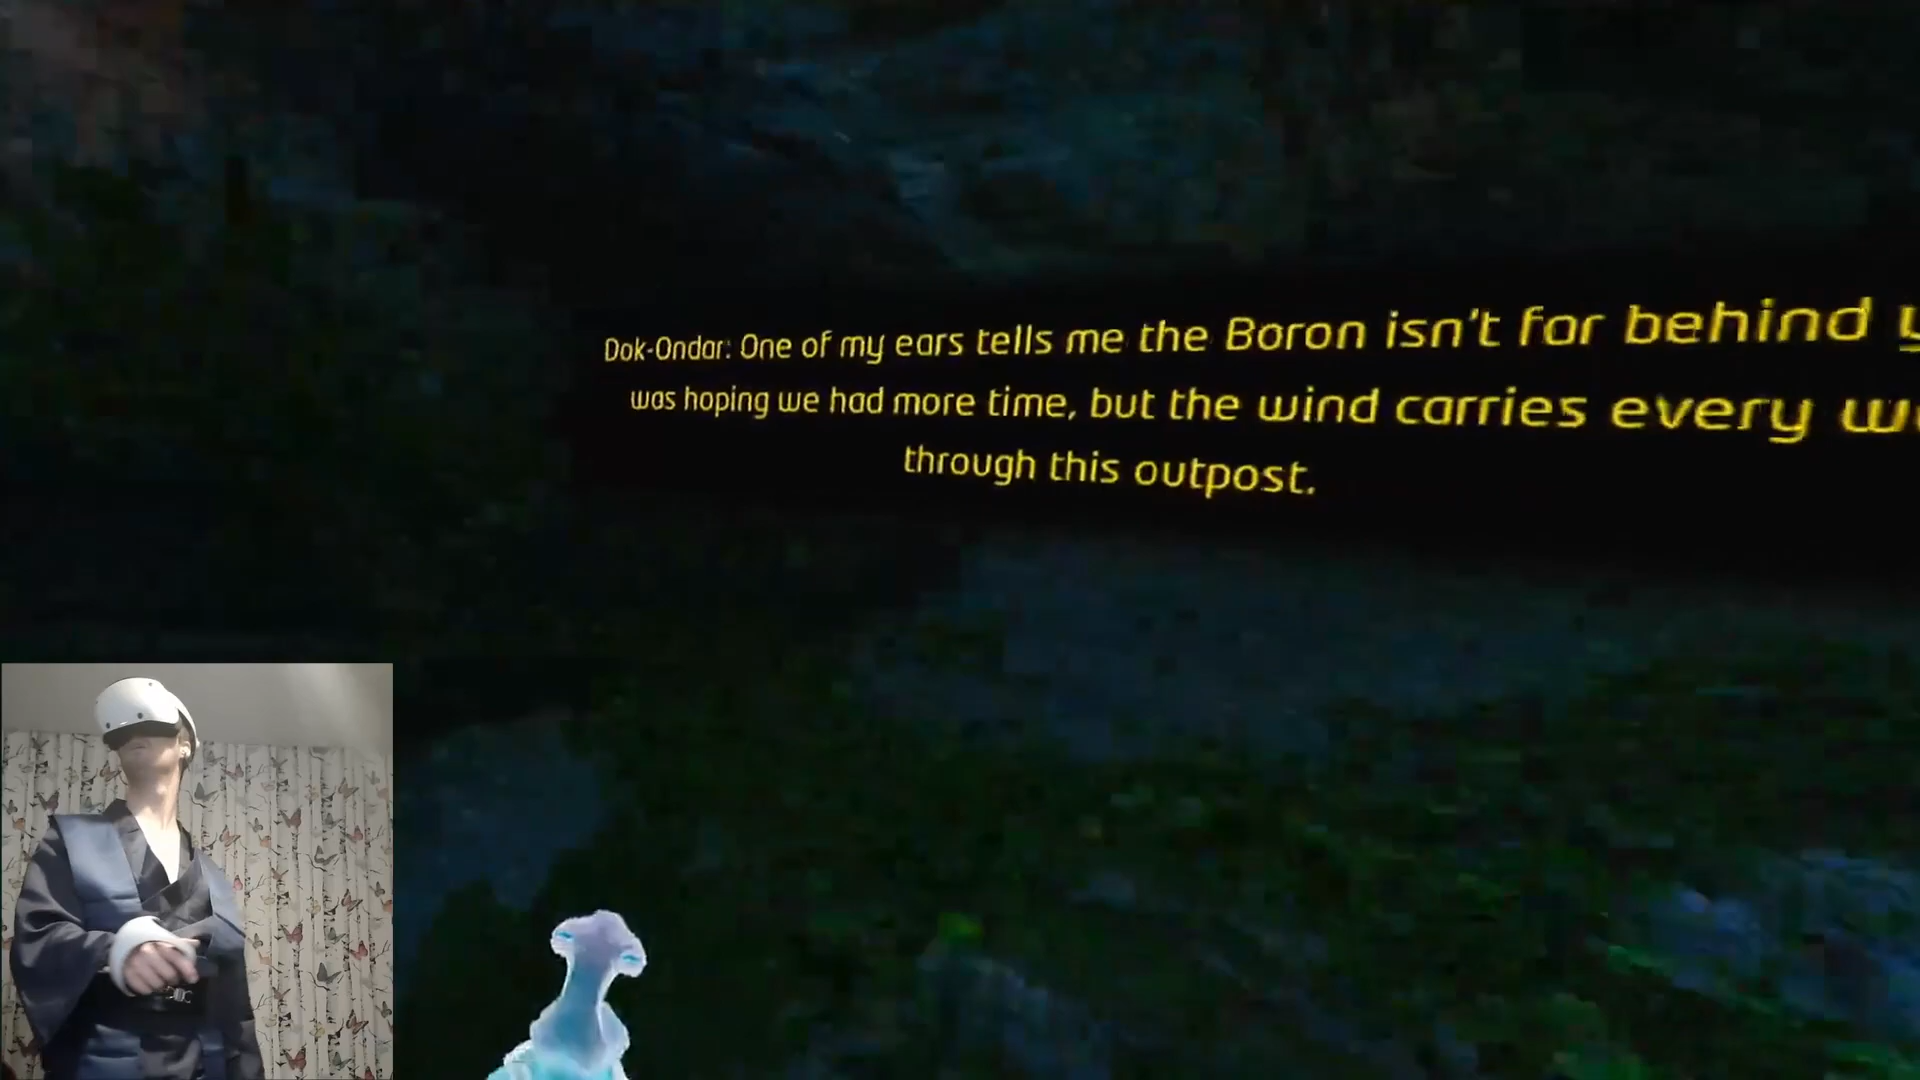 Dok-Ondar: One of my ears tells me the Boron isn't far behind
was hoping we had more time, but the wind carries every
through this outpost.